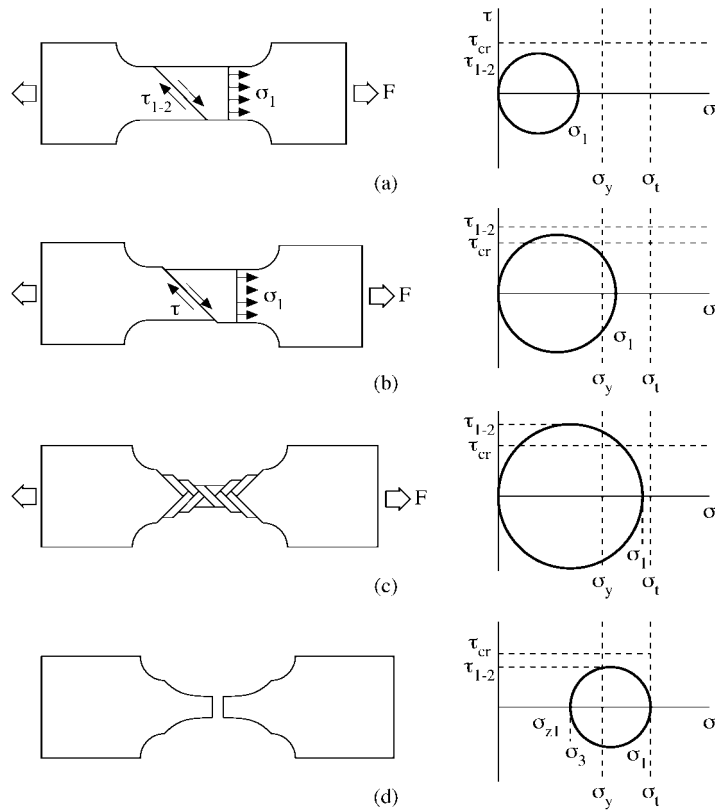 τ₁₋₂
σ₁
F
τ
τcr
τ₁₋₂
σ₁
σ
σy
σt
(a)
τ
σ₁
F
τ₁₋₂
τcr
σ₁
σ
σy
σt
(b)
F
τ₁₋₂
τcr
σ₁
σ
σy
σt
(c)
τcr
τ₁₋₂
σz1
σ₃
σ₁
σ
σy
σt
(d)